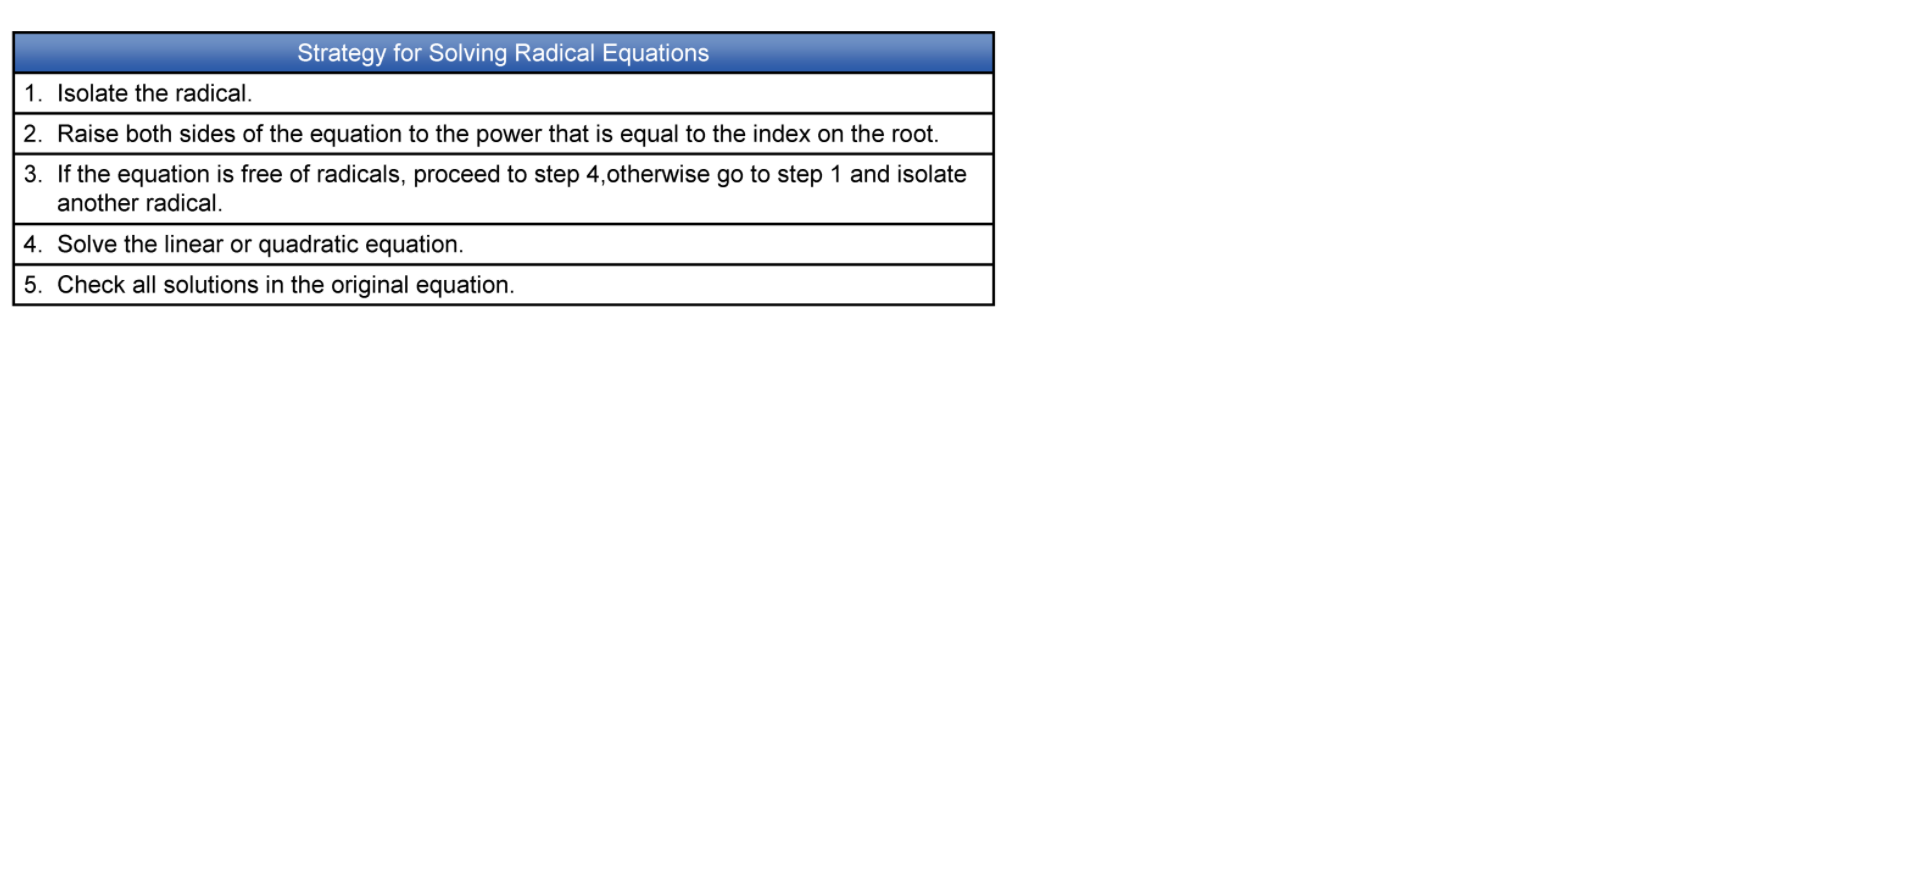 Strategy for Solving Radical Equations
1. Isolate the radical.
2. Raise both sides of the equation to the power that is equal to the index on the root.
3. If the equation is free of radicals, proceed to step 4,otherwise go to step 1 and isolate
another radical.
4. Solve the linear or quadratic equation.
5. Check all solutions in the original equation.